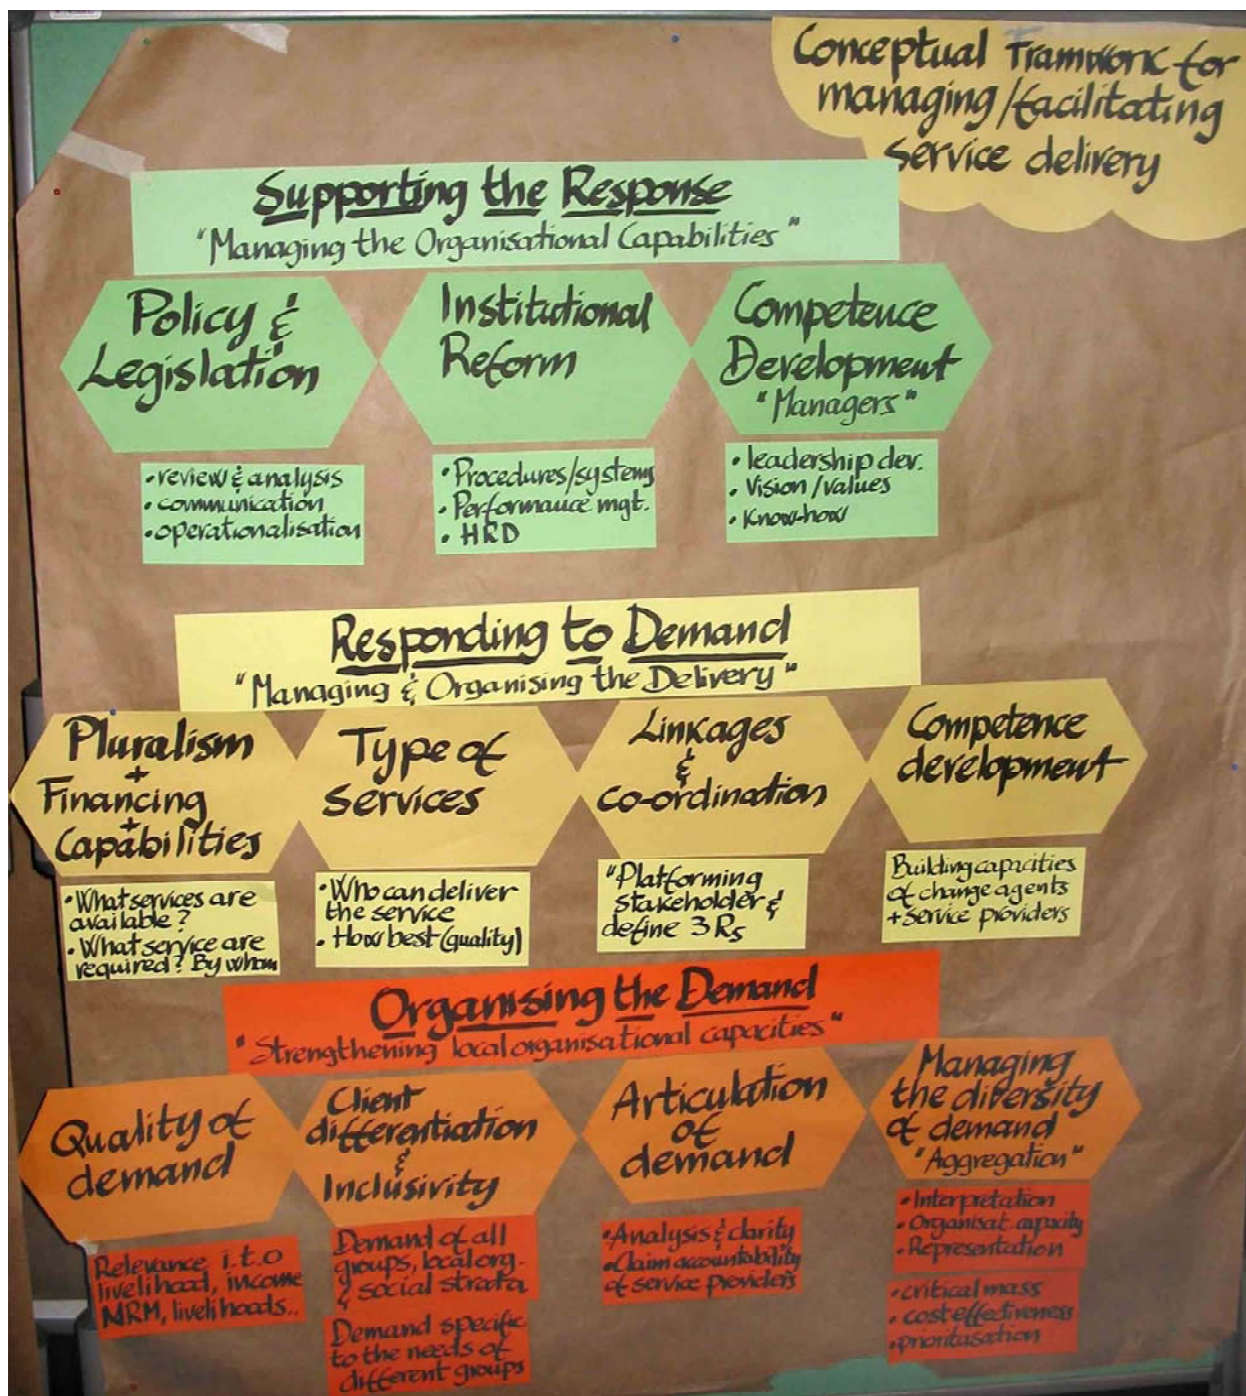 Conceptual Framwork for
managing/facilitating
service delivery
Supporting the Response
"Managing the Organisational Capabilities"
Policy &
Legislation
• review & analysis
• communication
• operationalisation
Institutional
Reform
• Procedures/systems
• Performance mgt.
• HRD
Competence
Development
"Managers"
• leadership dev.
• Vision/values
• Know-how
Responding to Demand
"Managing & Organising the Delivery"
Pluralism
+
Financing
+
Capabilities
• What services are
available?
• What service are
required? By whom
Type of
services
• Who can deliver
the service
• How best (quality)
Linkages
&
co-ordination
"Platforming
stakeholder &
define 3 Rs
Competence
development
Building capacities
of change agents
+ service providers
Organising the Demand
"Strengthening local organisational capacities"
Quality of
demand
Relevance i.t.o
livelihood, income
NRM, livelihoods..
Client
differentiation
&
Inclusivity
Demand of all
groups, local org.
& social strata
Demand specific
to the needs of
different groups
Articulation
of
demand
• Analysis & clarity
• Claim accountability
of service providers
Managing
the diversity
of demand
"Aggregation"
• Interpretation
• Organisat. capacity
• Representation
• critical mass
• cost effectiveness
• prioritasation